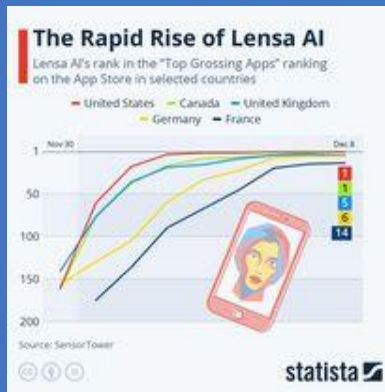 The Rapid Rise of Lensa AI
Lensa AI's rank in the "Top Grossing Apps" ranking
on the App Store in selected countries
United States Canada United Kingdom
Germany France
Nov 30 Dec 8
1
50
100
150
200
1
1
5
6
14
Source: SensorTower
statista